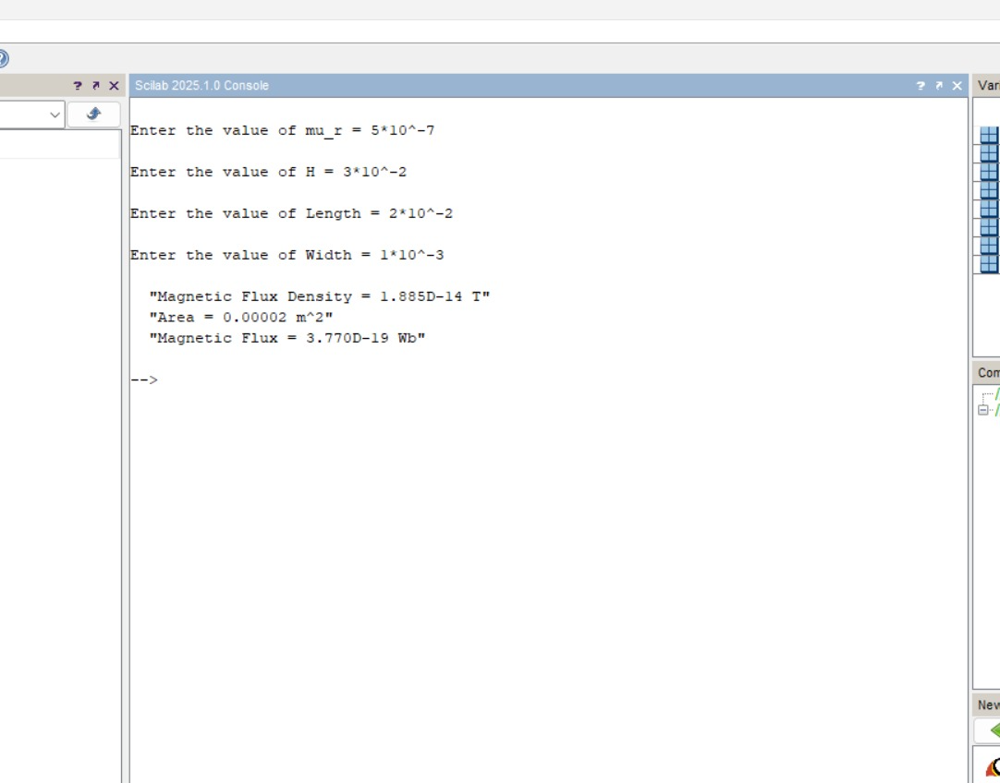 Scilab 2025.1.0 Console
Enter the value of mu_r = 5*10^-7
Enter the value of H = 3*10^-2
Enter the value of Length = 2*10^-2
Enter the value of Width = 1*10^-3
"Magnetic Flux Density = 1.885D-14 T"
"Area = 0.00002 m^2"
"Magnetic Flux = 3.770D-19 Wb"
-->
Vari
Com
New